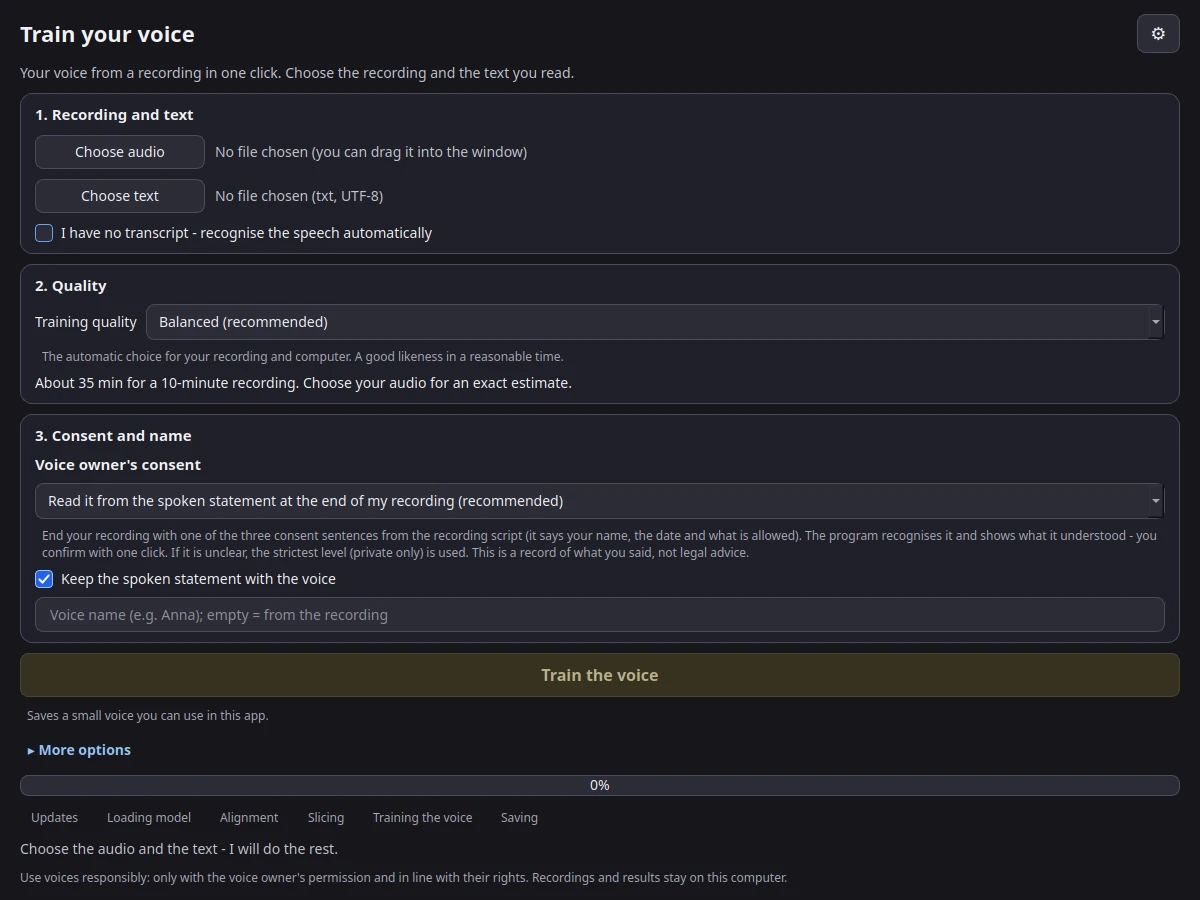 Train your voice
⚙
Your voice from a recording in one click. Choose the recording and the text you read.
1. Recording and text
Choose audio No file chosen (you can drag it into the window)
Choose text No file chosen (txt, UTF-8)
I have no transcript - recognise the speech automatically
2. Quality
Training quality Balanced (recommended)
The automatic choice for your recording and computer. A good likeness in a reasonable time.
About 35 min for a 10-minute recording. Choose your audio for an exact estimate.
3. Consent and name
Voice owner's consent
Read it from the spoken statement at the end of my recording (recommended)
End your recording with one of the three consent sentences from the recording script (it says your name, the date and what is allowed). The program recognises it and shows what it understood - you
confirm with one click. If it is unclear, the strictest level (private only) is used. This is a record of what you said, not legal advice.
Keep the spoken statement with the voice
Voice name (e.g. Anna); empty = from the recording
Train the voice
Saves a small voice you can use in this app.
▸ More options
0%
Updates Loading model Alignment Slicing Training the voice Saving
Choose the audio and the text - I will do the rest.
Use voices responsibly: only with the voice owner's permission and in line with their rights. Recordings and results stay on this computer.